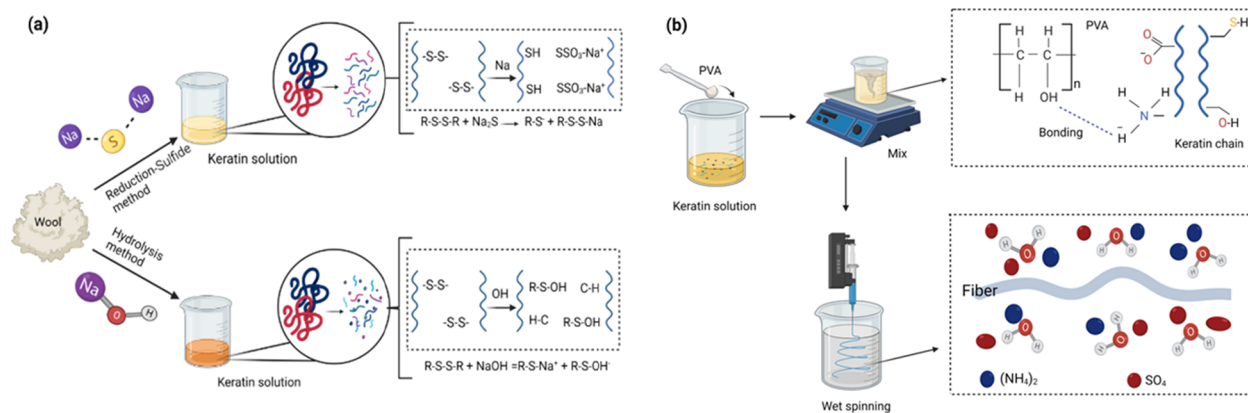 (a)
-S-S-
-S-S-
Na
SH
SSO₃-Na⁺
SH
SSO₃-Na⁺
R-S-S-R + Na₂S → R-S⁻ + R-S-S-Na
Na
Na
S
Keratin solution
Reduction-Sulfide
method
Wool
Hydrolysis
method
Na
O
H
Keratin solution
-S-S-
-S-S-
OH
R-S-OH
C-H
H-C
R-S-OH
R-S-S-R + NaOH =R-S-Na⁺ + R-S-OH⁻
(b)
PVA
Keratin solution
Mix
PVA
H
H
C
C
H
OH
n
O
O
S-H
H
H
N
H
O-H
Bonding
Keratin chain
Wet spinning
H
H
O
H
O
H
O
H
H
Fiber
O
H
H
H
O
H
O
H
H
(NH₄)₂
SO₄